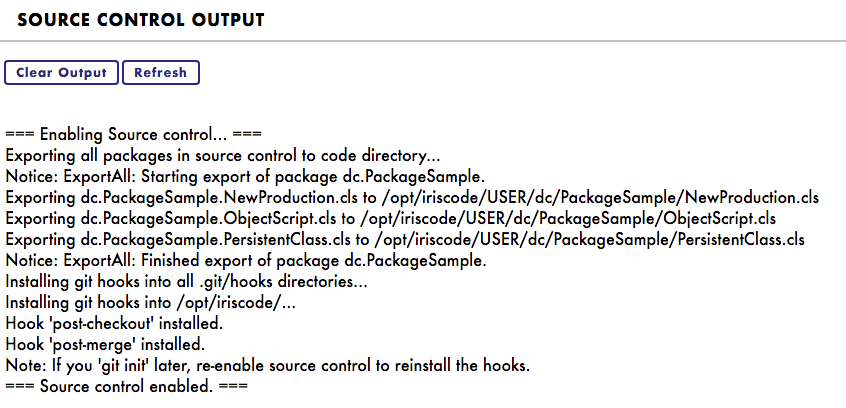 SOURCE CONTROL OUTPUT
Clear Output Refresh
=== Enabling Source control... ===
Exporting all packages in source control to code directory...
Notice: ExportAll: Starting export of package dc.PackageSample.
Exporting dc.PackageSample.NewProduction.cls to /opt/iriscode/USER/dc/PackageSample/NewProduction.cls
Exporting dc.PackageSample.ObjectScript.cls to /opt/iriscode/USER/dc/PackageSample/ObjectScript.cls
Exporting dc.PackageSample.PersistentClass.cls to /opt/iriscode/USER/dc/PackageSample/PersistentClass.cls
Notice: ExportAll: Finished export of package dc.PackageSample.
Installing git hooks into all .git/hooks directories...
Installing git hooks into /opt/iriscode/...
Hook 'post-checkout' installed.
Hook 'post-merge' installed.
Note: If you 'git init' later, re-enable source control to reinstall the hooks.
=== Source control enabled. ===